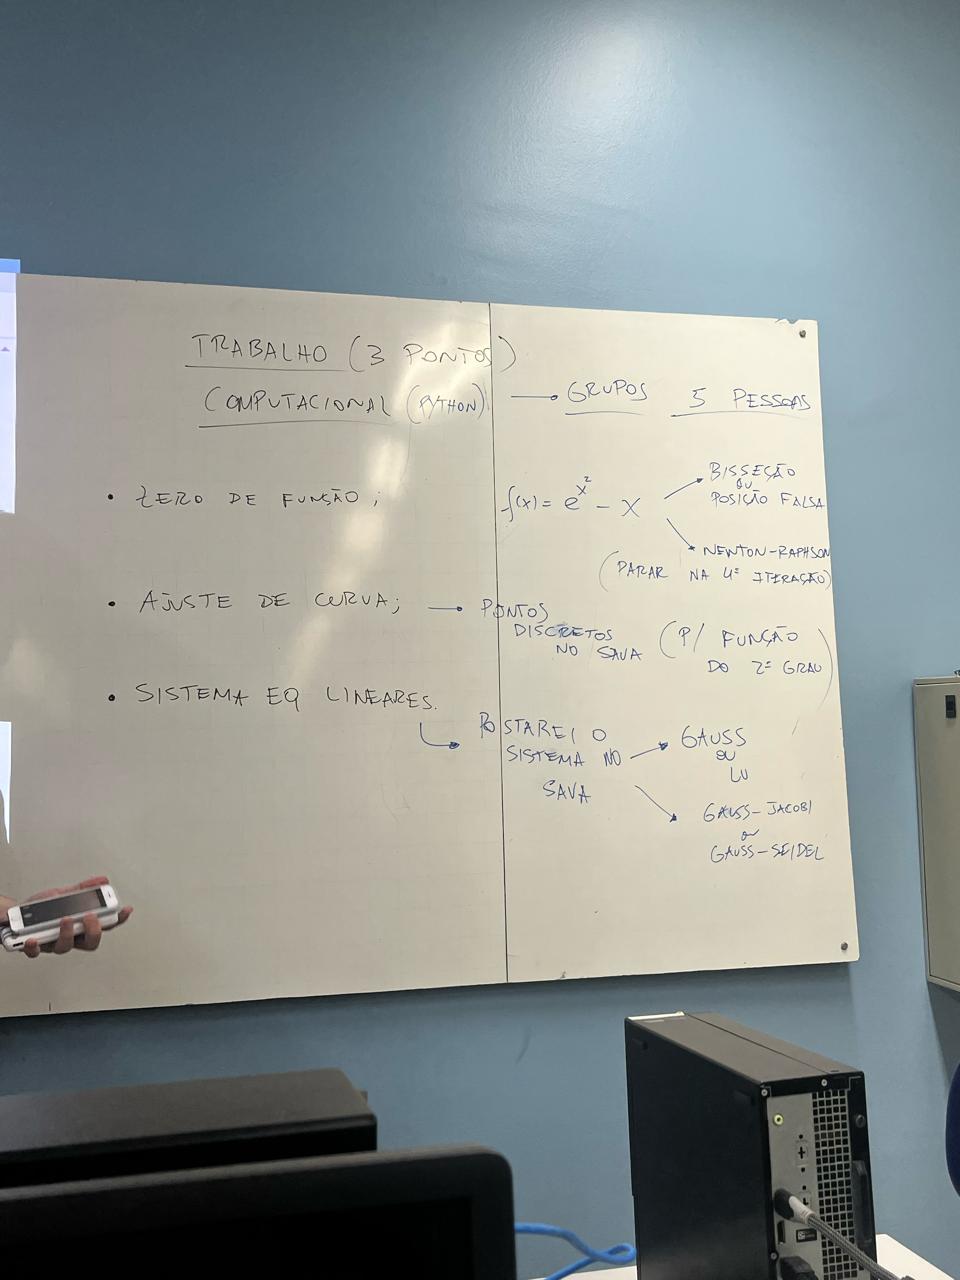 TRABALHO (3 PONTOS)
COMPUTACIONAL (PYTHON) → GRUPOS 5 PESSOAS
• ZERO DE FUNÇÃO;
f(x) = e^x² - x
BISSEÇÃO
OU
POSIÇÃO FALSA
NEWTON-RAPHSON
(PARAR NA 4ª ITERAÇÃO)
• AJUSTE DE CURVA; → PONTOS
DISCRETOS
NO SAVA
(P/ FUNÇÃO
DO 2º GRAU)
• SISTEMA EQ LINEARES.
POSTAREI O
SISTEMA NO
SAVA
GAUSS
OU
LU
GAUSS-JACOBI
ou
GAUSS-SEIDEL